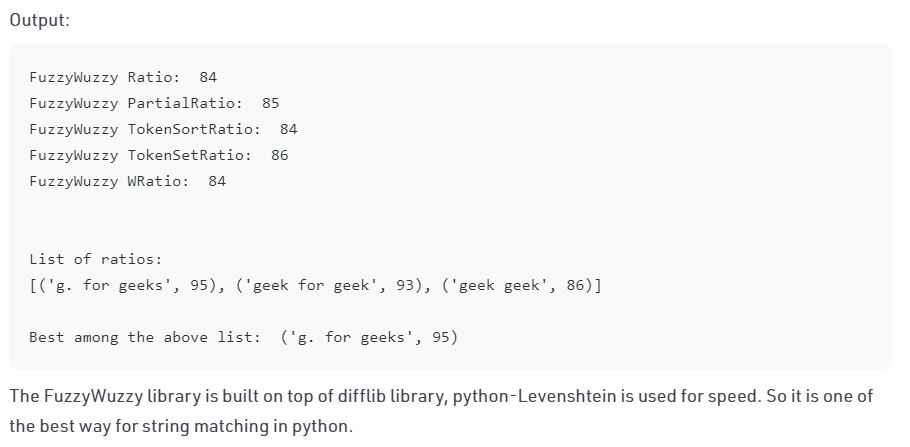 Output:
FuzzyWuzzy Ratio:  84
FuzzyWuzzy PartialRatio:  85
FuzzyWuzzy TokenSortRatio:  84
FuzzyWuzzy TokenSetRatio:  86
FuzzyWuzzy WRatio:  84
List of ratios:
[('g. for geeks', 95), ('geek for geek', 93), ('geek geek', 86)]
Best among the above list:  ('g. for geeks', 95)
The FuzzyWuzzy library is built on top of difflib library, python-Levenshtein is used for speed. So it is one of
the best way for string matching in python.